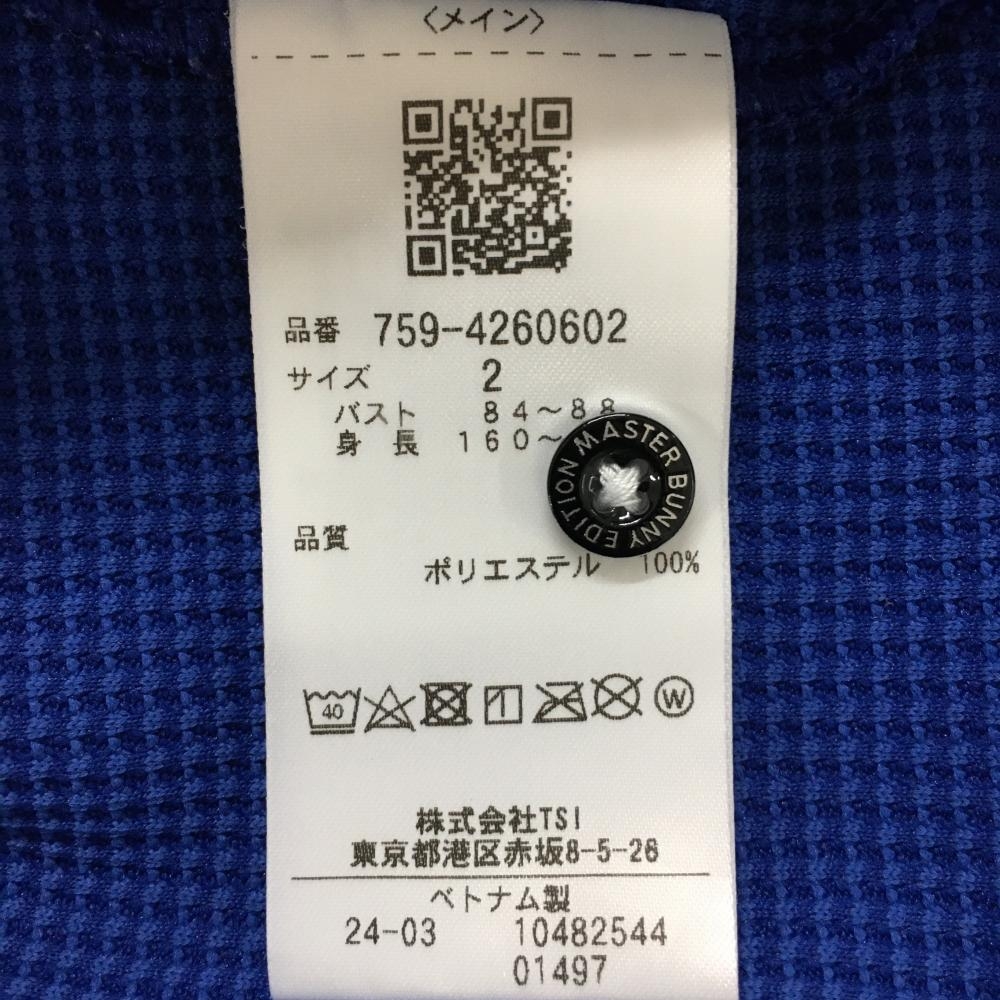 〈メイン〉
品番 759-4260602
サイズ 2
バスト 84～88
身長 160～
MASTER BUNNY EDITION
品質
ポリエステル 100%
40
W
株式会社TSI
東京都港区赤坂8-5-28
ベトナム製
24-03 10482544
01497